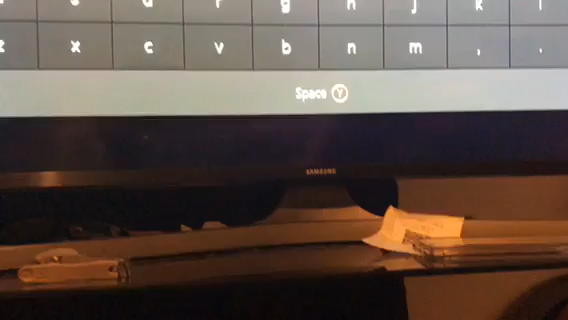 s d f g h j k l
z x c v b n m , .
Space Y
SAMSUNG